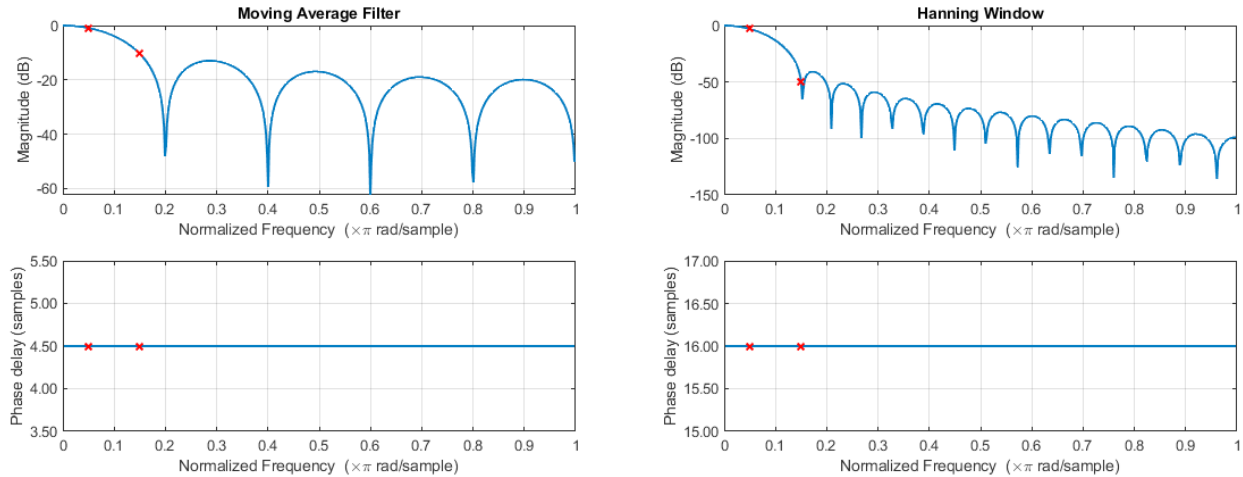 Moving Average Filter
Magnitude (dB)
0
-20
-40
-60
0 0.1 0.2 0.3 0.4 0.5 0.6 0.7 0.8 0.9 1
Normalized Frequency (×π rad/sample)
Phase delay (samples)
5.50
5.00
4.50
4.00
3.50
0 0.1 0.2 0.3 0.4 0.5 0.6 0.7 0.8 0.9 1
Normalized Frequency (×π rad/sample)
Hanning Window
Magnitude (dB)
0
-50
-100
-150
0 0.1 0.2 0.3 0.4 0.5 0.6 0.7 0.8 0.9 1
Normalized Frequency (×π rad/sample)
Phase delay (samples)
17.00
16.50
16.00
15.50
15.00
0 0.1 0.2 0.3 0.4 0.5 0.6 0.7 0.8 0.9 1
Normalized Frequency (×π rad/sample)